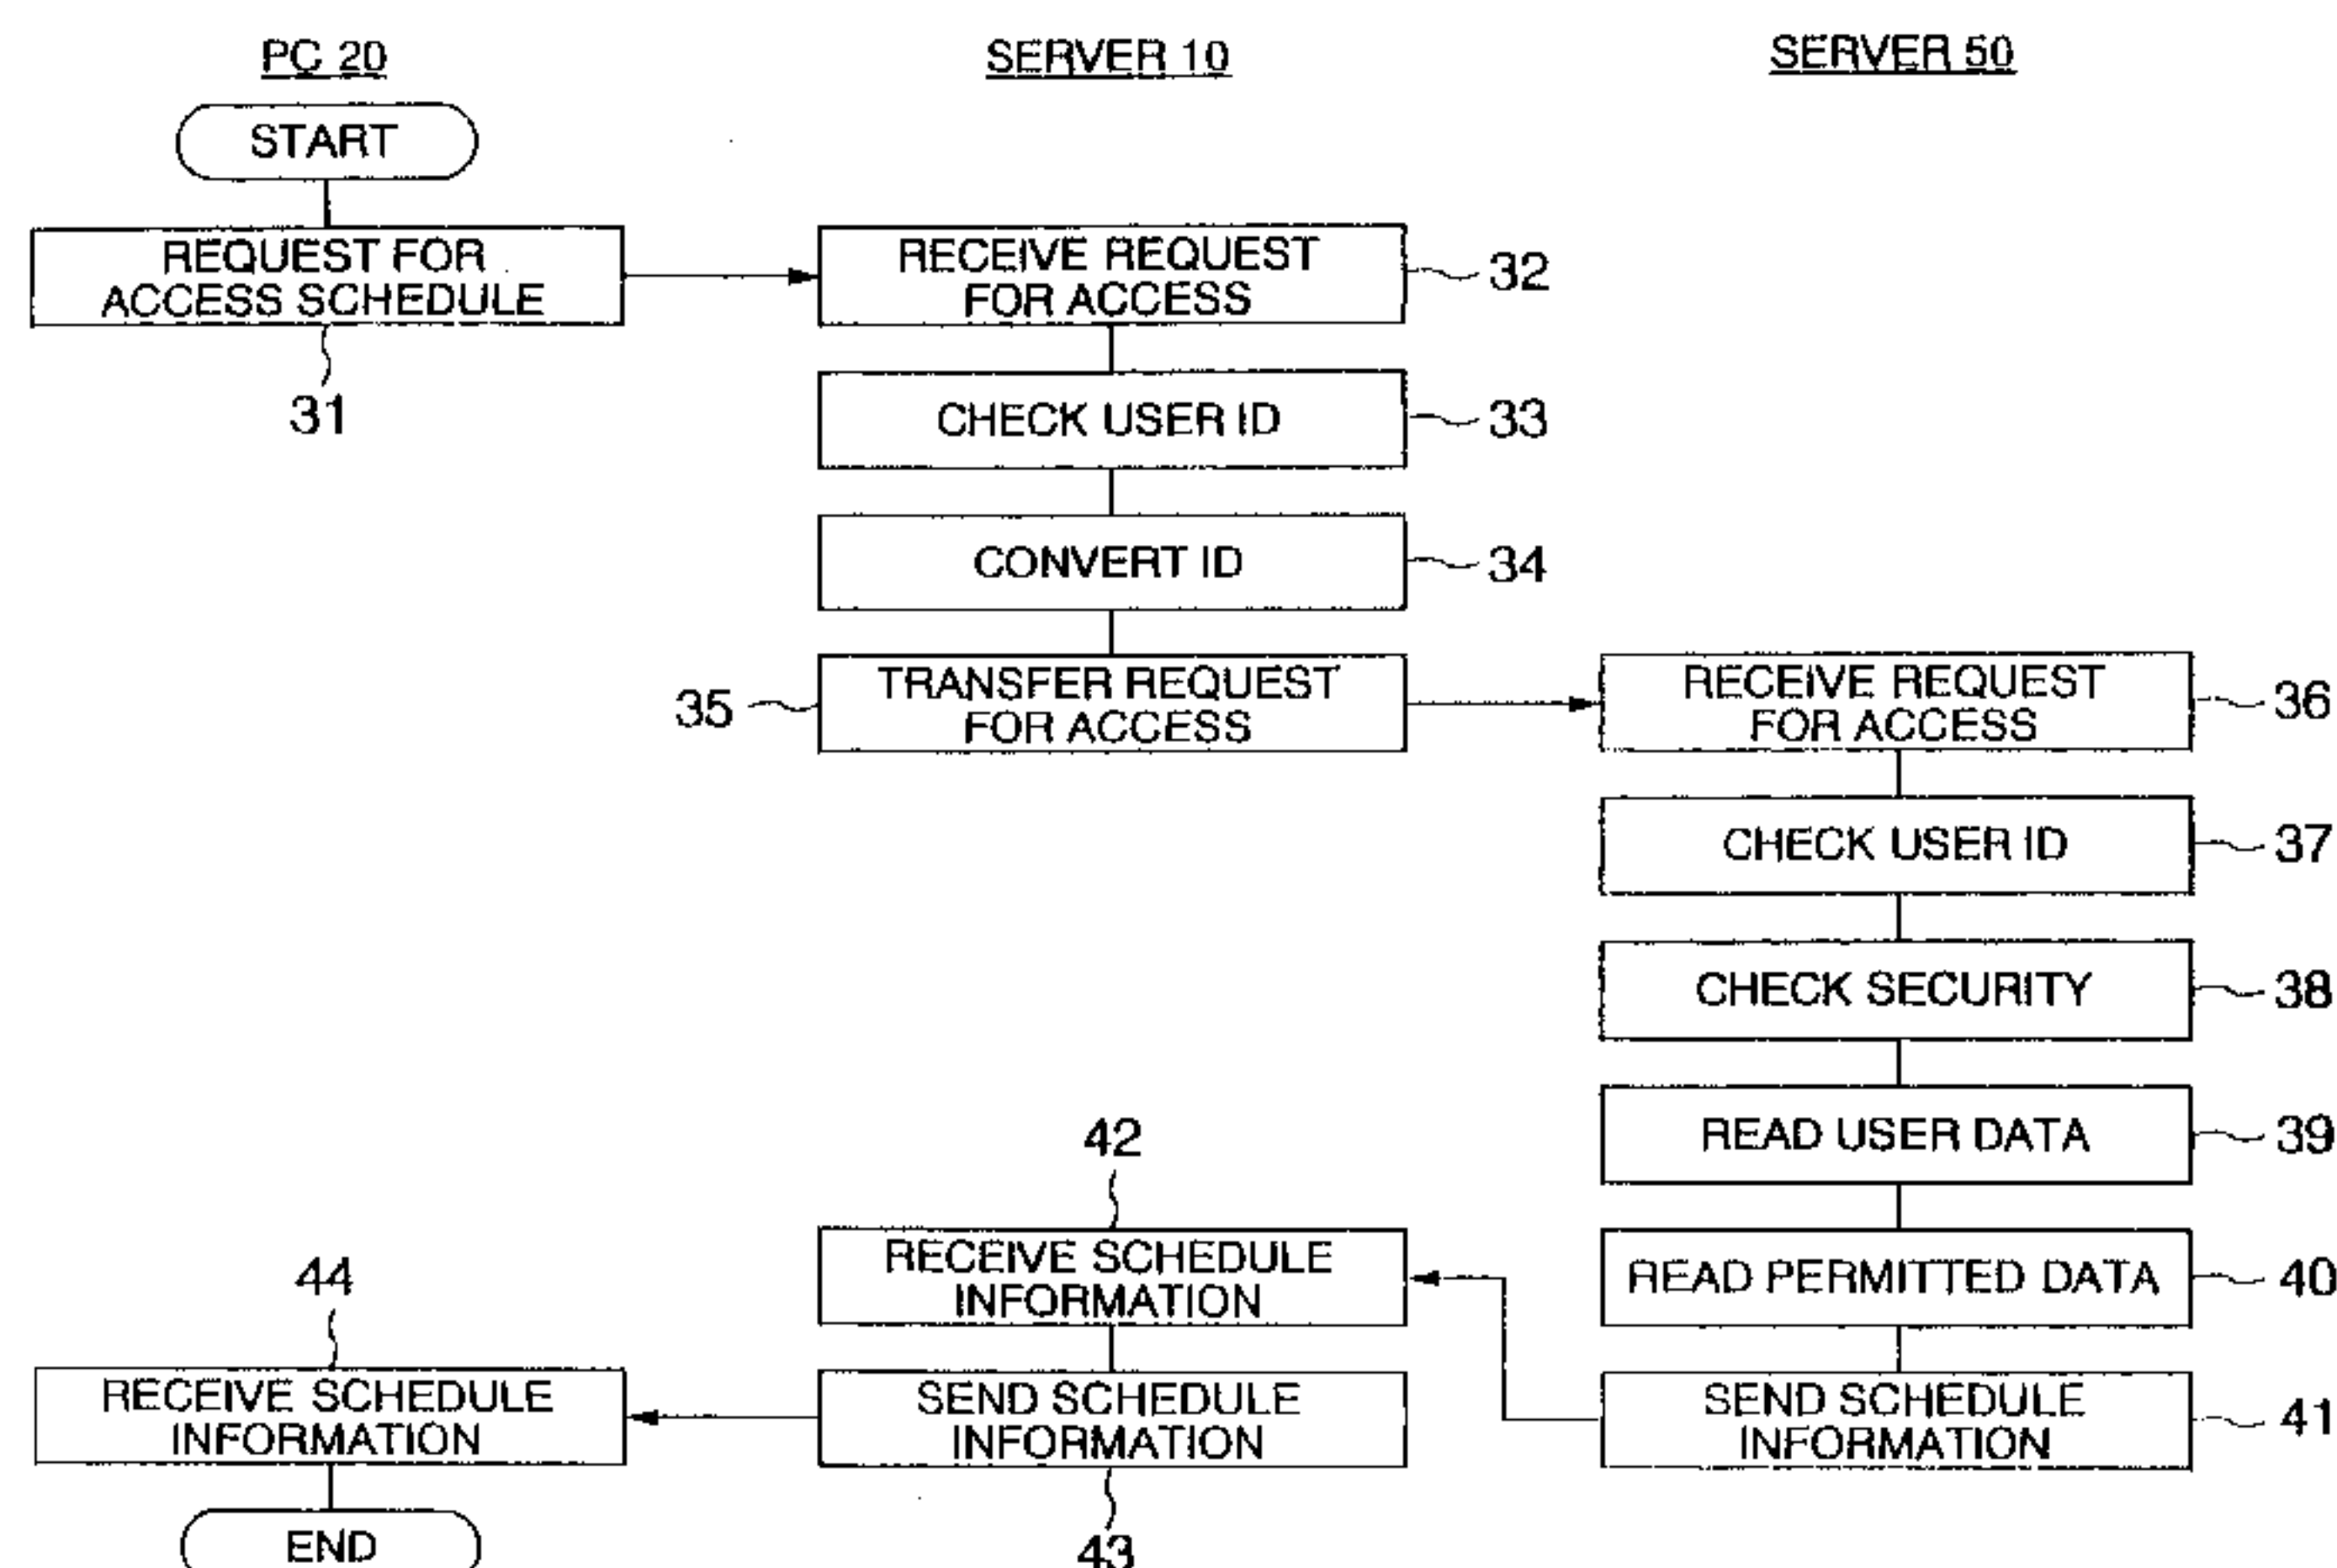 PC 20
SERVER 10
SERVER 50
START
REQUEST FOR
ACCESS SCHEDULE
31
RECEIVE REQUEST
FOR ACCESS
32
CHECK USER ID
33
CONVERT ID
34
TRANSFER REQUEST
FOR ACCESS
35
RECEIVE REQUEST
FOR ACCESS
36
CHECK USER ID
37
CHECK SECURITY
38
READ USER DATA
39
READ PERMITTED DATA
40
SEND SCHEDULE
INFORMATION
41
42
RECEIVE SCHEDULE
INFORMATION
SEND SCHEDULE
INFORMATION
43
44
RECEIVE SCHEDULE
INFORMATION
END